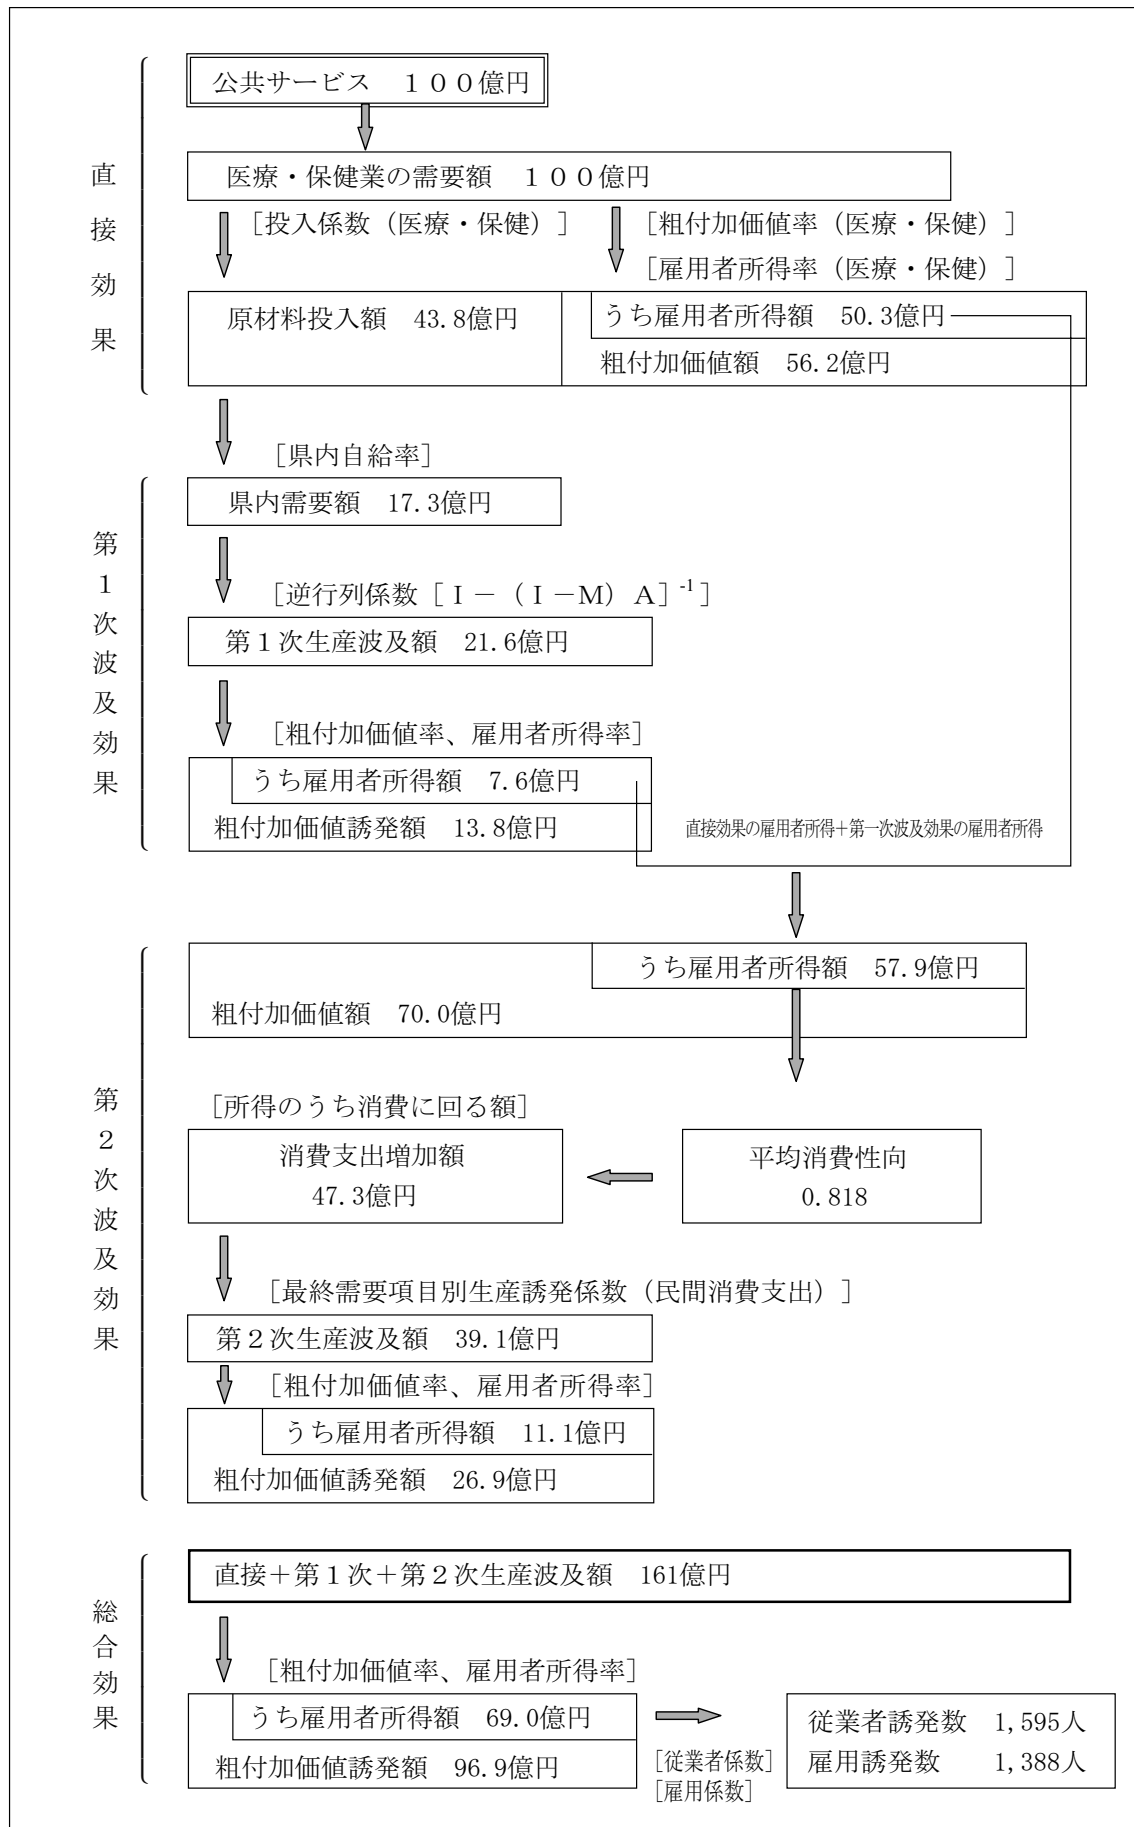 公共サービス　１００億円
直接効果
医療・保健業の需要額　１００億円
［投入係数（医療・保健）］
［粗付加価値率（医療・保健）］
［雇用者所得率（医療・保健）］
原材料投入額　43.8億円
うち雇用者所得額　50.3億円
粗付加価値額　56.2億円
［県内自給率］
第１次波及効果
県内需要額　17.3億円
［逆行列係数［Ｉ－（Ｉ－Ｍ）Ａ］-1］
第１次生産波及額　21.6億円
［粗付加価値率、雇用者所得率］
うち雇用者所得額　7.6億円
粗付加価値誘発額　13.8億円
直接効果の雇用者所得＋第一次波及効果の雇用者所得
第２次波及効果
うち雇用者所得額　57.9億円
粗付加価値額　70.0億円
［所得のうち消費に回る額］
消費支出増加額
47.3億円
平均消費性向
0.818
［最終需要項目別生産誘発係数（民間消費支出）］
第２次生産波及額　39.1億円
［粗付加価値率、雇用者所得率］
うち雇用者所得額　11.1億円
粗付加価値誘発額　26.9億円
総合効果
直接＋第１次＋第２次生産波及額　161億円
［粗付加価値率、雇用者所得率］
うち雇用者所得額　69.0億円
粗付加価値誘発額　96.9億円
［従業者係数］
［雇用係数］
従業者誘発数　1,595人
雇用誘発数　1,388人